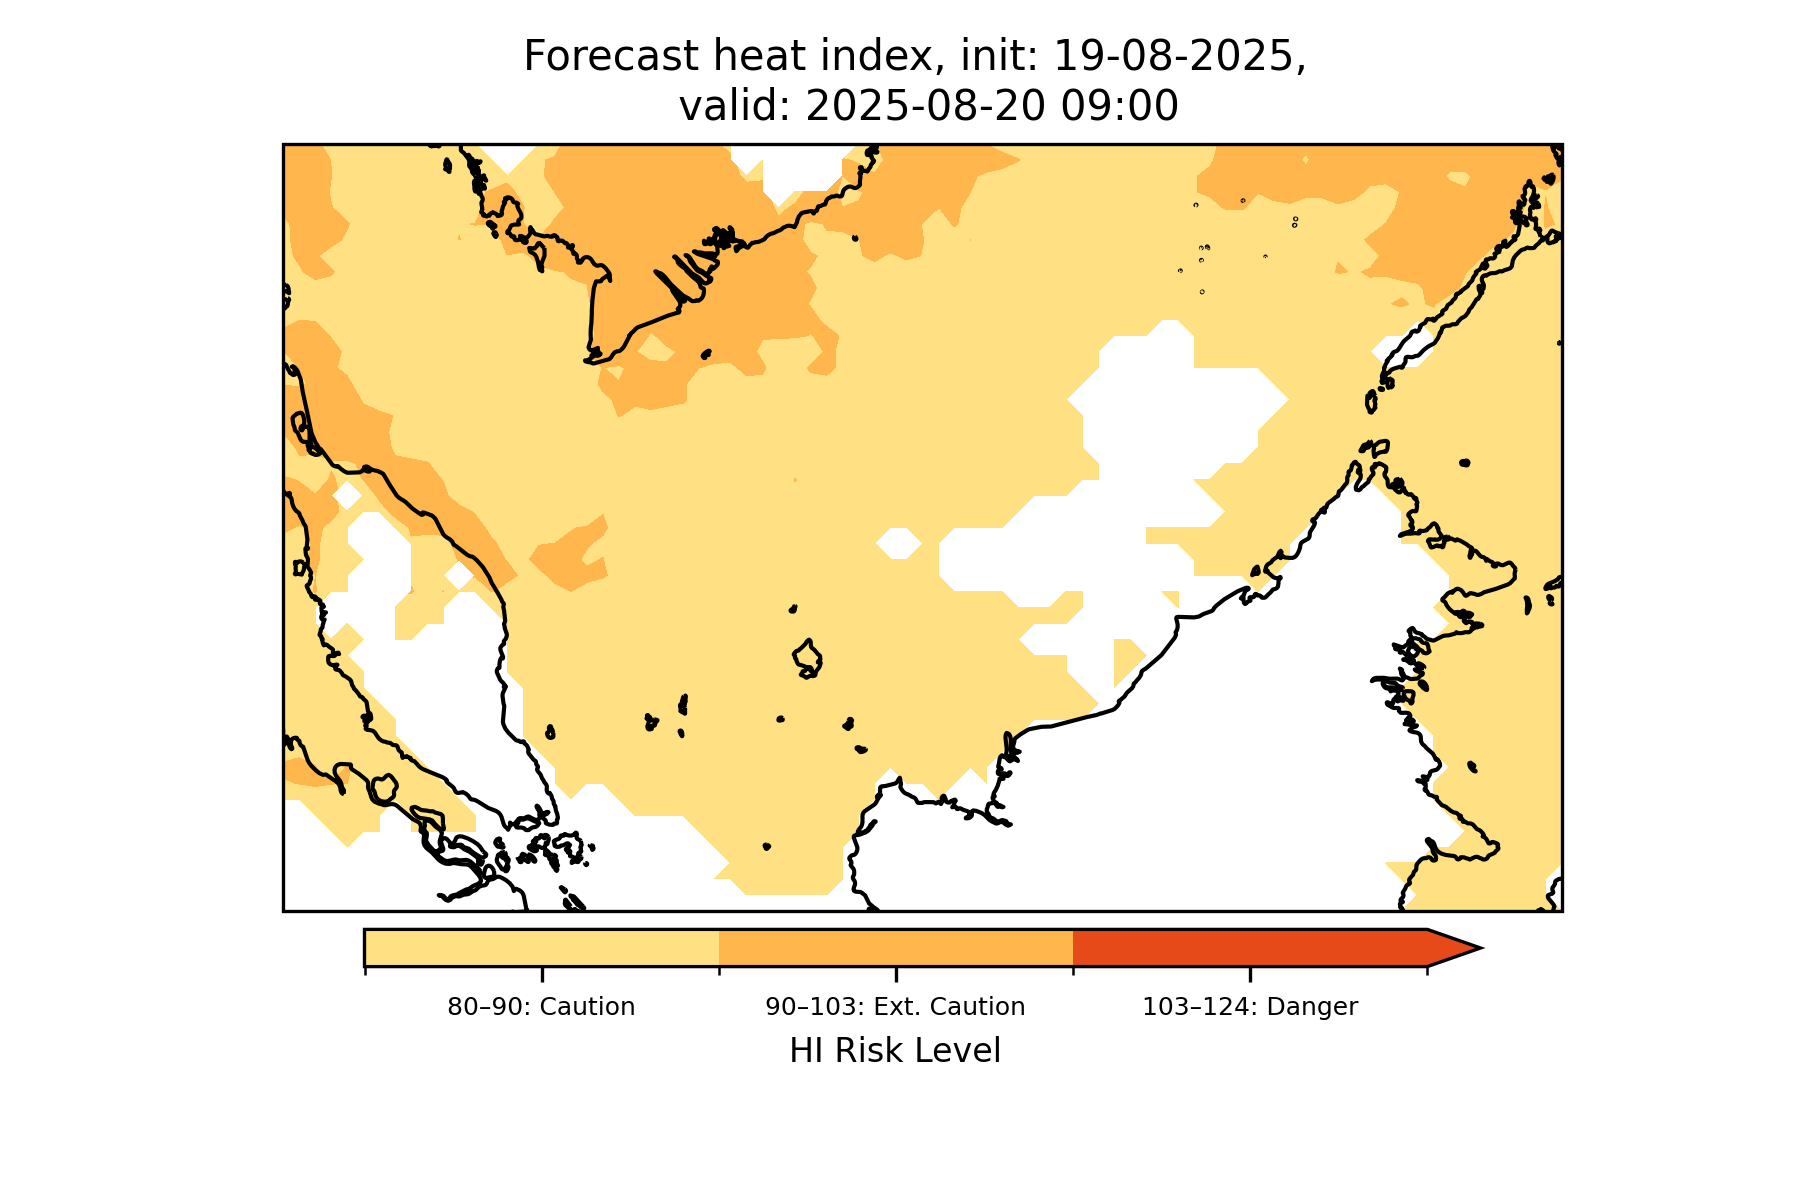 Forecast heat index, init: 19-08-2025,
valid: 2025-08-20 09:00
80–90: Caution
90–103: Ext. Caution
103–124: Danger
HI Risk Level